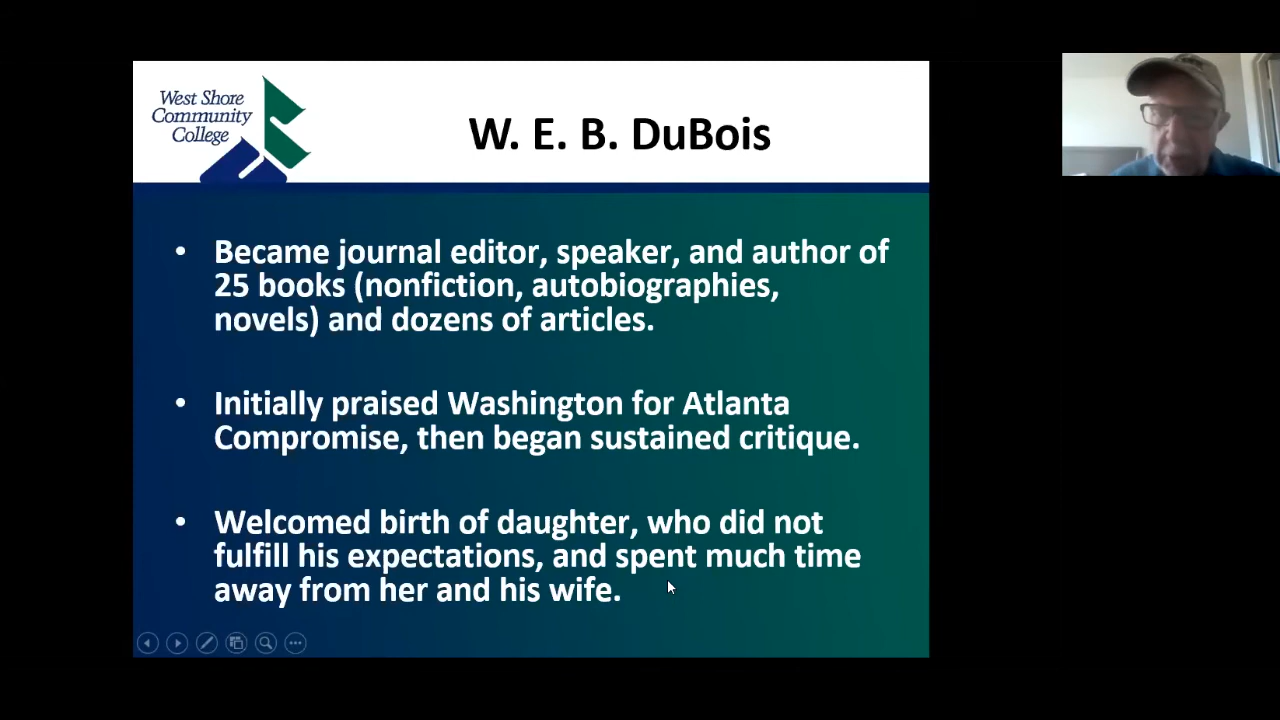 West Shore
Community
College
W. E. B. DuBois
• Became journal editor, speaker, and author of
25 books (nonfiction, autobiographies,
novels) and dozens of articles.
• Initially praised Washington for Atlanta
Compromise, then began sustained critique.
• Welcomed birth of daughter, who did not
fulfill his expectations, and spent much time
away from her and his wife.